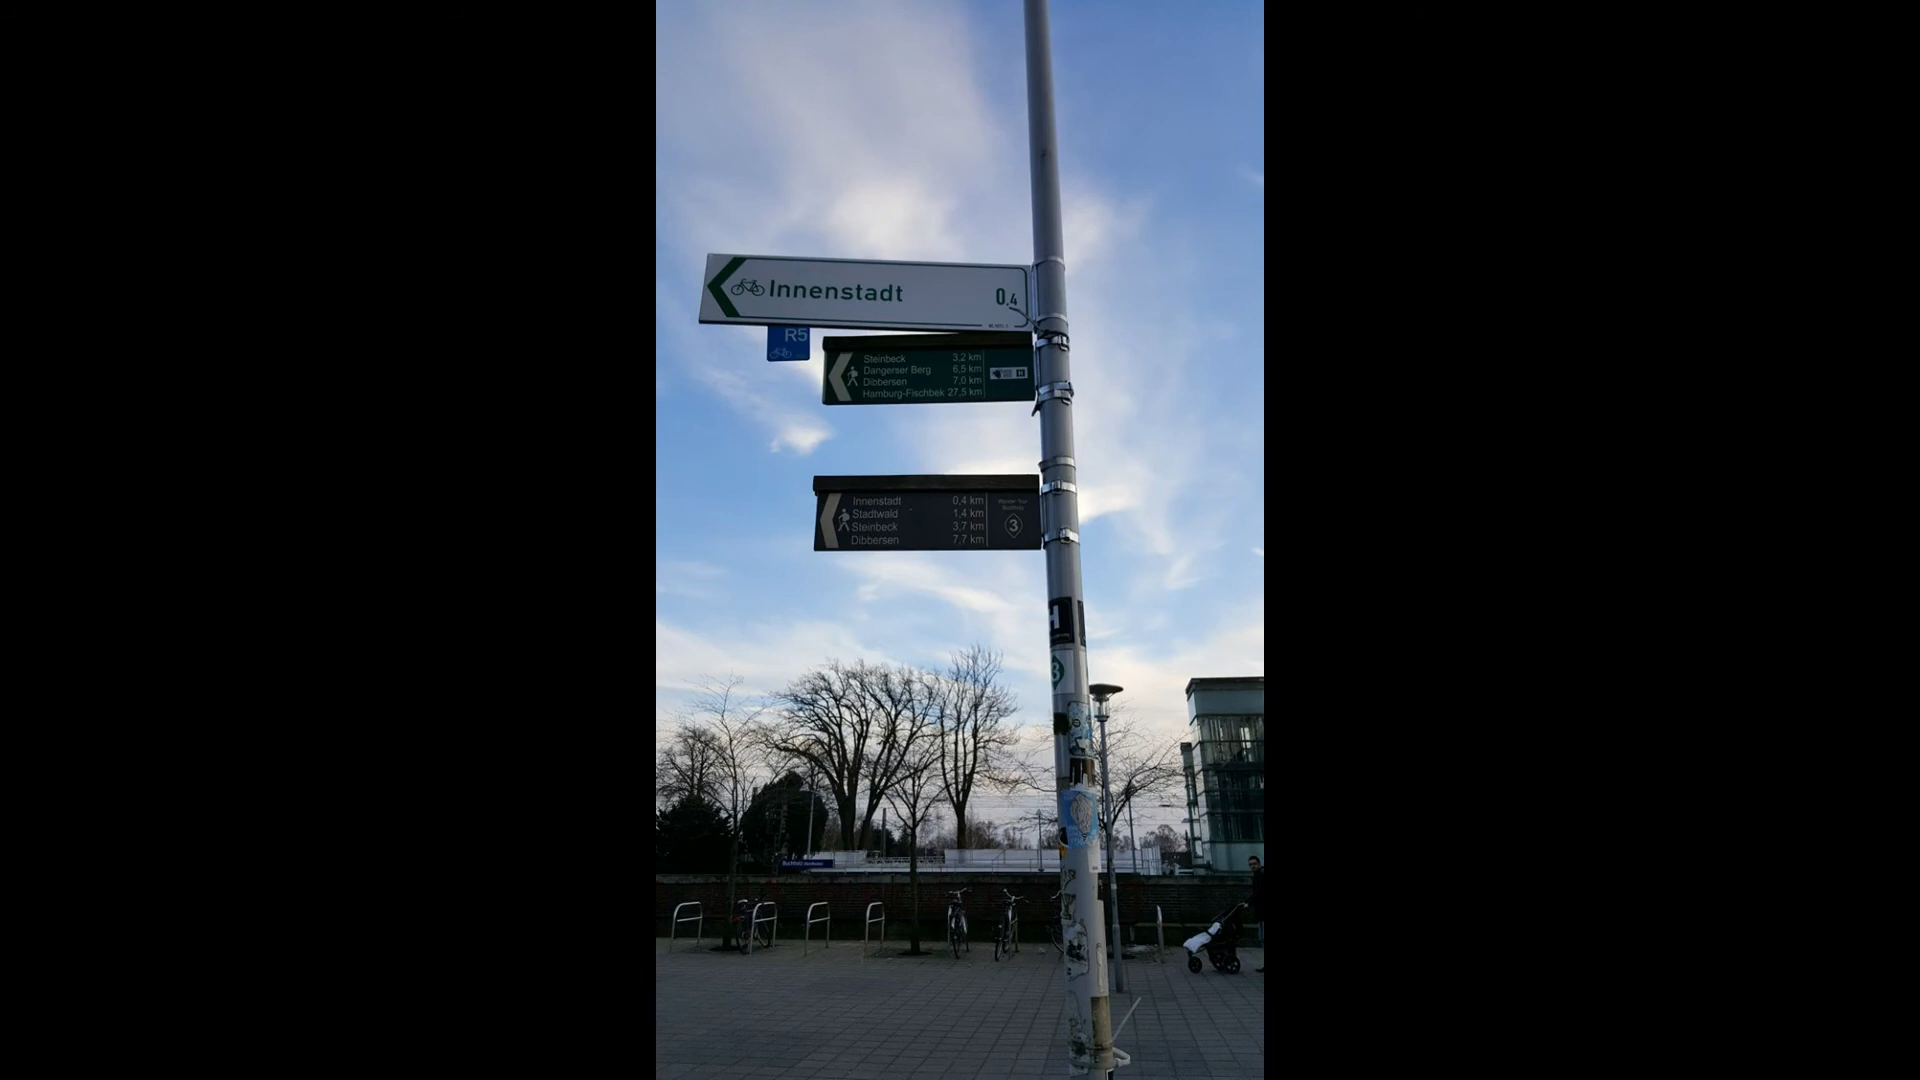 Innenstadt 0,4
R5
Steinbeck 3,2 km
Dangerser Berg 6,5 km
Dibbersen 7,0 km
Hamburg-Fischbek 27,5 km
H
Innenstadt 0,4 km
Stadtwald 1,4 km
Steinbeck 3,7 km
Dibbersen 7,7 km
3
H
3
Buchholz